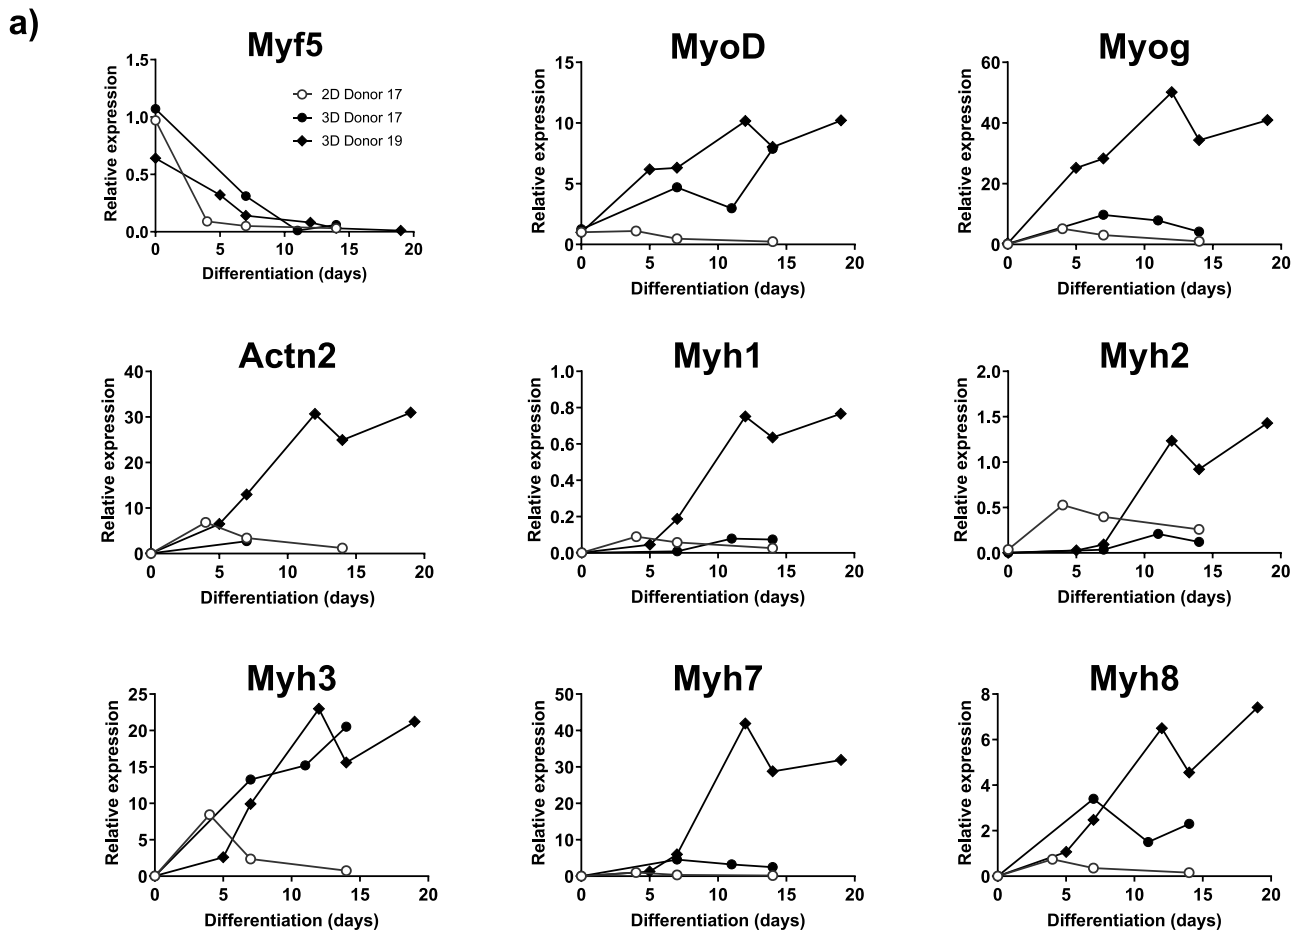 a)
Myf5
1.5
1.0
0.5
0.0
Relative expression
0 5 10 15 20
Differentiation (days)
2D Donor 17
3D Donor 17
3D Donor 19
MyoD
15
10
5
0
Relative expression
0 5 10 15 20
Differentiation (days)
Myog
60
40
20
0
Relative expression
0 5 10 15 20
Differentiation (days)
Actn2
40
30
20
10
0
Relative expression
0 5 10 15 20
Differentiation (days)
Myh1
1.0
0.8
0.6
0.4
0.2
0.0
Relative expression
0 5 10 15 20
Differentiation (days)
Myh2
2.0
1.5
1.0
0.5
0.0
Relative expression
0 5 10 15 20
Differentiation (days)
Myh3
25
20
15
10
5
0
Relative expression
0 5 10 15 20
Differentiation (days)
Myh7
50
40
30
20
10
0
Relative expression
0 5 10 15 20
Differentiation (days)
Myh8
8
6
4
2
0
Relative expression
0 5 10 15 20
Differentiation (days)